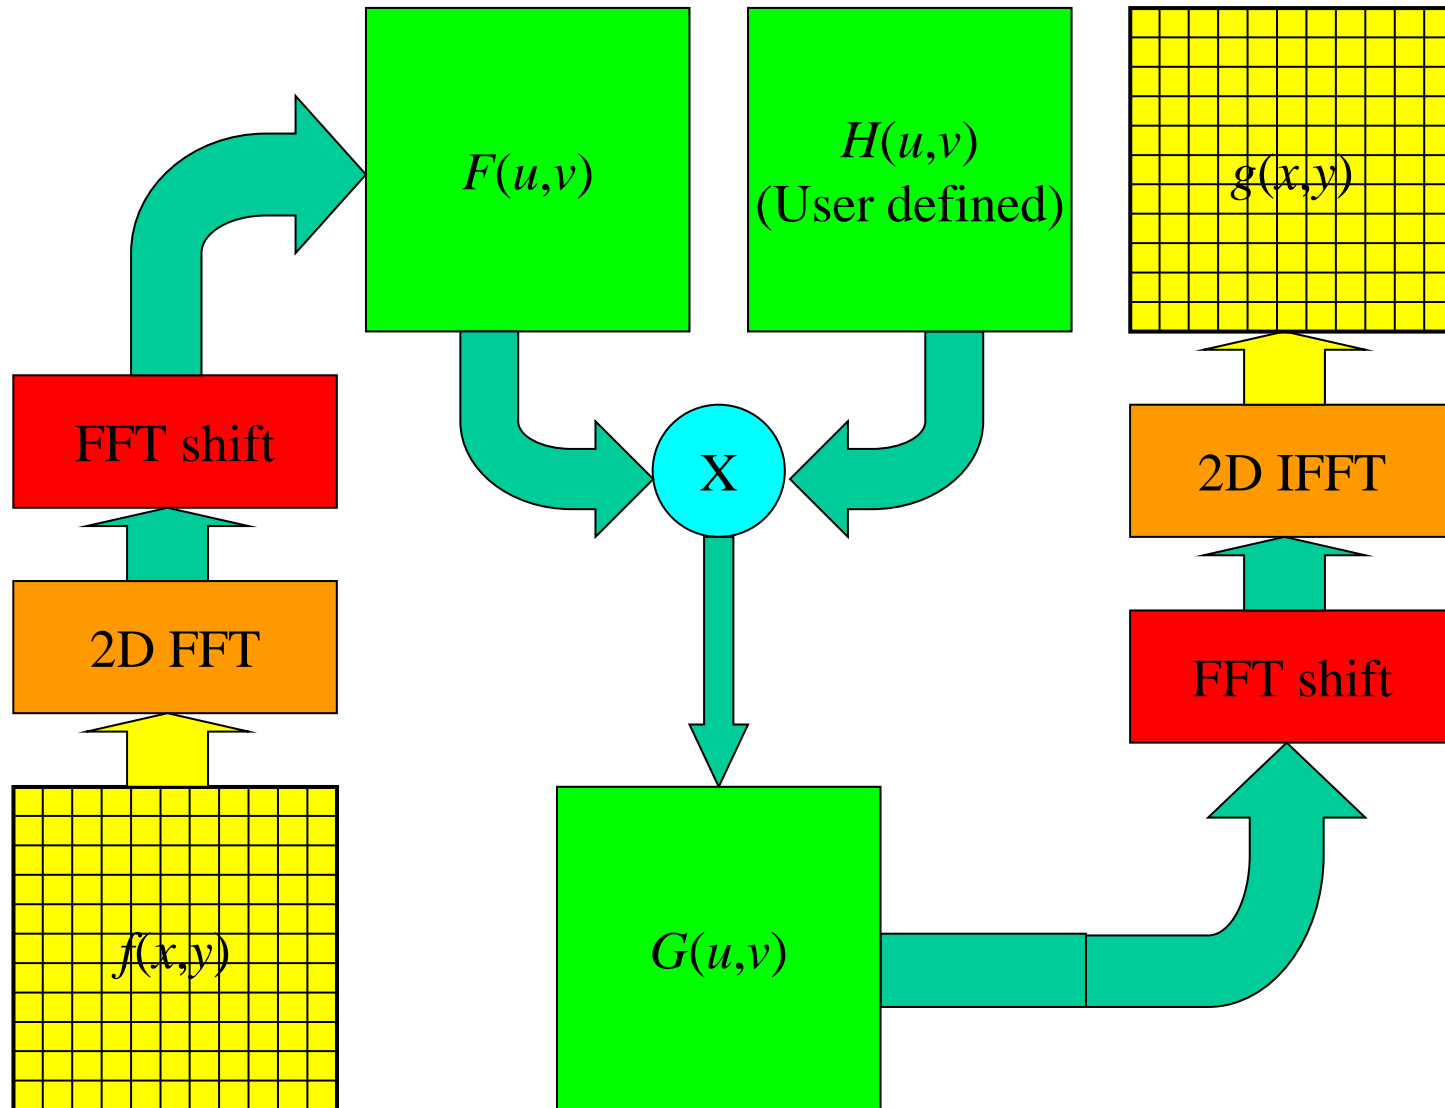 F(u,v)
H(u,v)
(User defined)
g(x,y)
FFT shift
X
2D IFFT
2D FFT
FFT shift
f(x,y)
G(u,v)